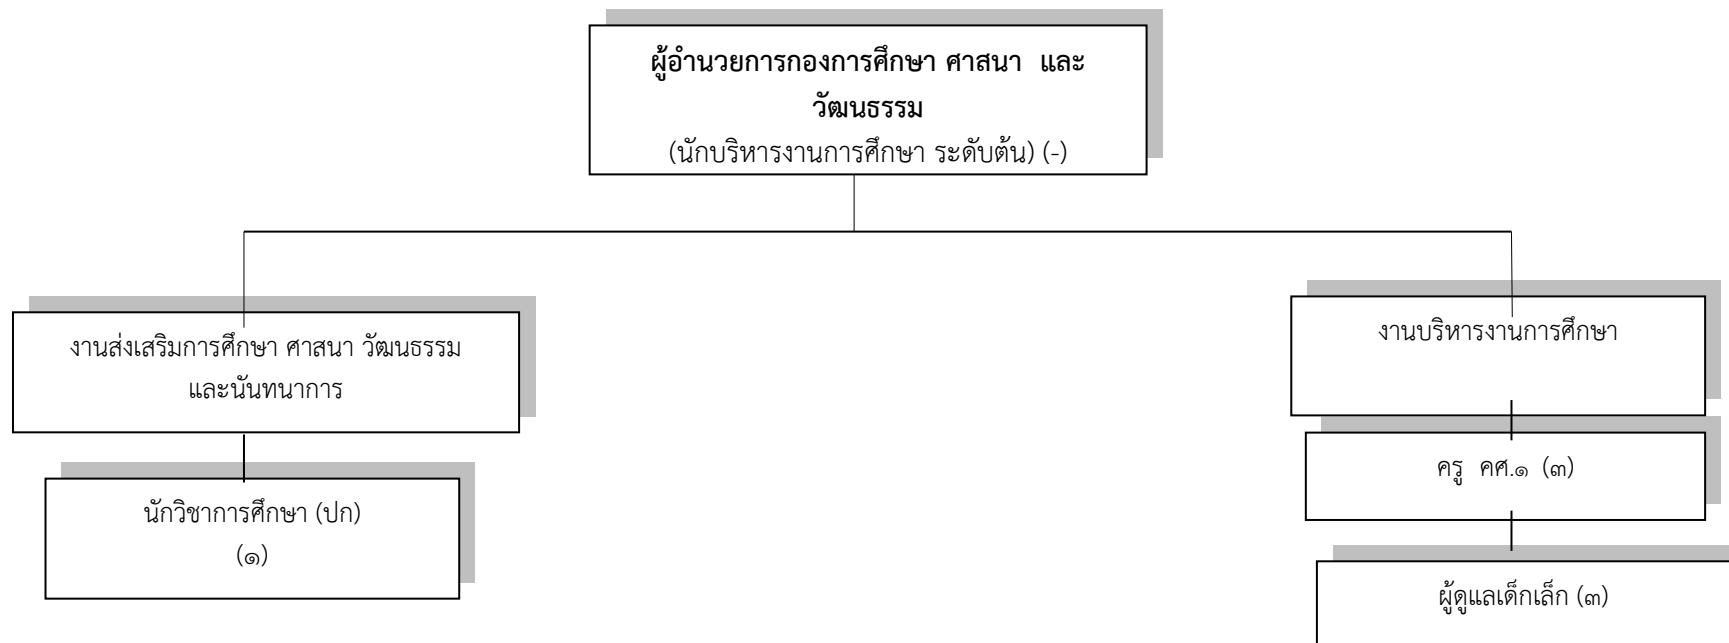 ผู้อำนวยการกองการศึกษา ศาสนา และ
วัฒนธรรม
(นักบริหารงานการศึกษา ระดับต้น) (-)
งานส่งเสริมการศึกษา ศาสนา วัฒนธรรม
และนันทนาการ
นักวิชาการศึกษา (ปก)
(๑)
งานบริหารงานการศึกษา
ครู คศ.๑ (๓)
ผู้ดูแลเด็กเล็ก (๓)